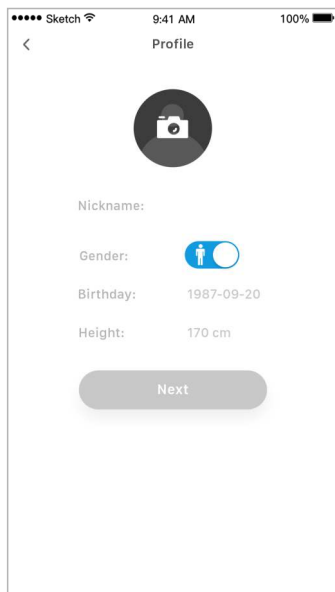 Sketch 9:41 AM 100%
Profile
Nickname:
Gender:
Birthday: 1987-09-20
Height: 170 cm
Next